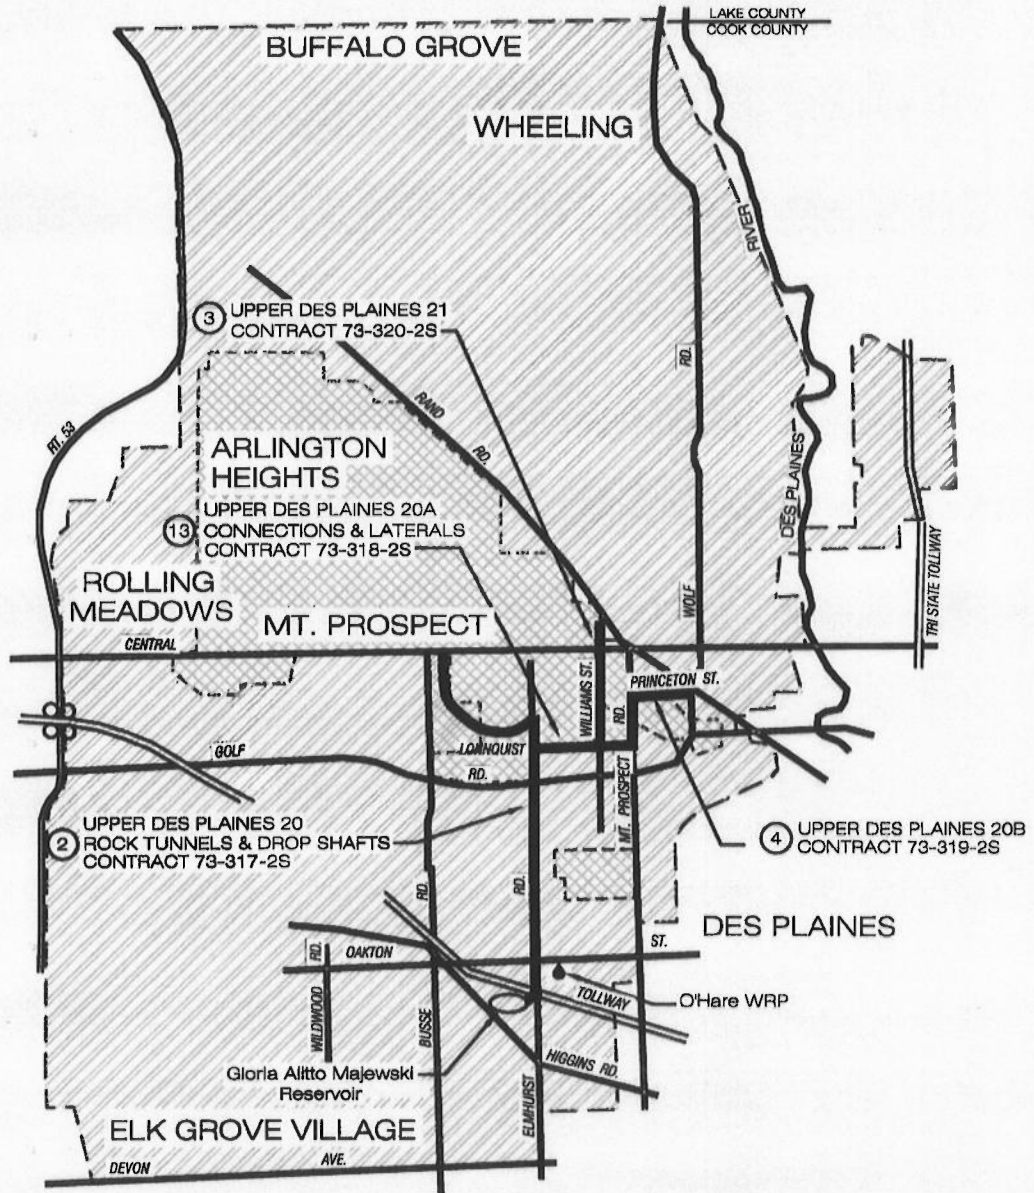 LAKE COUNTY
COOK COUNTY
BUFFALO GROVE
WHEELING
RIVER
3
UPPER DES PLAINES 21
CONTRACT 73-320-2S
RD.
RAND
RD.
RT. 53
ARLINGTON
HEIGHTS
DES PLAINES
13
UPPER DES PLAINES 20A
CONNECTIONS & LATERALS
CONTRACT 73-318-2S
TRI STATE TOLLWAY
ROLLING
MEADOWS
WOLF
MT. PROSPECT
CENTRAL
WILLIAMS ST.
PRINCETON ST.
RD.
GOLF
LONNQUIST
RD.
MT. PROSPECT
2
UPPER DES PLAINES 20
ROCK TUNNELS & DROP SHAFTS
CONTRACT 73-317-2S
4
UPPER DES PLAINES 20B
CONTRACT 73-319-2S
RD.
RD.
DES PLAINES
RD.
OAKTON
ST.
WILDWOOD
BUSSE
TOLLWAY
O'Hare WRP
HIGGINS RD.
Gloria Alitto Majewski
Reservoir
ELMHURST
ELK GROVE VILLAGE
DEVON
AVE.